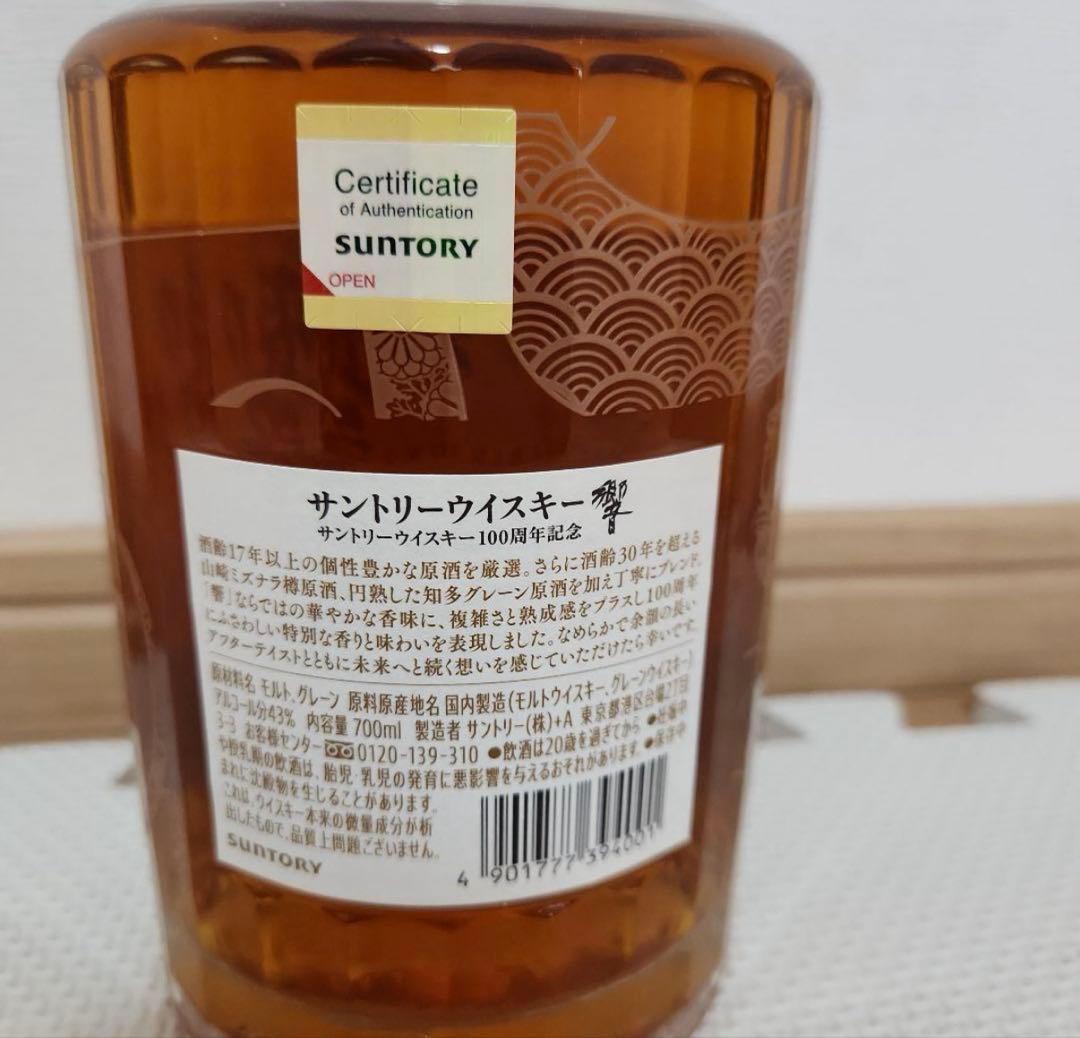 Certificate
of Authentication
SUNTORY
OPEN
サントリーウイスキー 響
サントリーウイスキー100周年記念
酒齢17年以上の個性豊かな原酒を厳選。さらに酒齢30年を超える
山崎ミズナラ樽原酒、円熟した知多グレーン原酒を加え丁寧にブレンド。
「響」ならではの華やかな香味に、複雑さと熟成感をプラスし100周年
にふさわしい特別な香りと味わいを表現しました。なめらかで余韻の長い
アフターテイストとともに未来へと続く想いを感じていただけたら幸いです。
原材料名 モルト、グレーン 原料原産地名 国内製造(モルトウイスキー、グレーンウイスキー)
アルコール分43% 内容量 700ml 製造者 サントリー(株)+A 東京都港区台場2丁目
3-3 お客様センター 0120-139-310 ●飲酒は20歳を過ぎてから ●妊娠中
や授乳期の飲酒は、胎児・乳児の発育に悪影響を与えるおそれがあります ●保存中
まれに沈殿物を生じることがあります。
これは、ウイスキー本来の微量成分が析
出したもので、品質上問題ございません。
SUNTORY
4 901777 394001